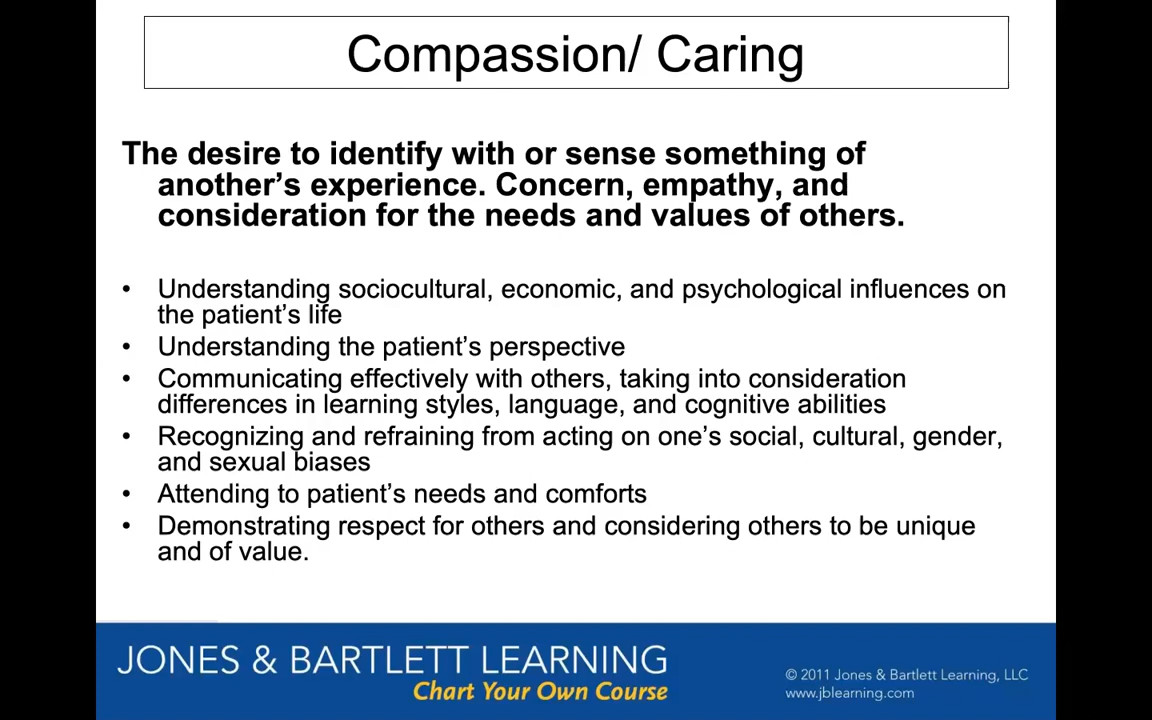 Compassion/ Caring
The desire to identify with or sense something of
another’s experience. Concern, empathy, and
consideration for the needs and values of others.
• Understanding sociocultural, economic, and psychological influences on
the patient’s life
• Understanding the patient’s perspective
• Communicating effectively with others, taking into consideration
differences in learning styles, language, and cognitive abilities
• Recognizing and refraining from acting on one’s social, cultural, gender,
and sexual biases
• Attending to patient’s needs and comforts
• Demonstrating respect for others and considering others to be unique
and of value.
JONES & BARTLETT LEARNING
Chart Your Own Course
© 2011 Jones & Bartlett Learning, LLC
www.jblearning.com